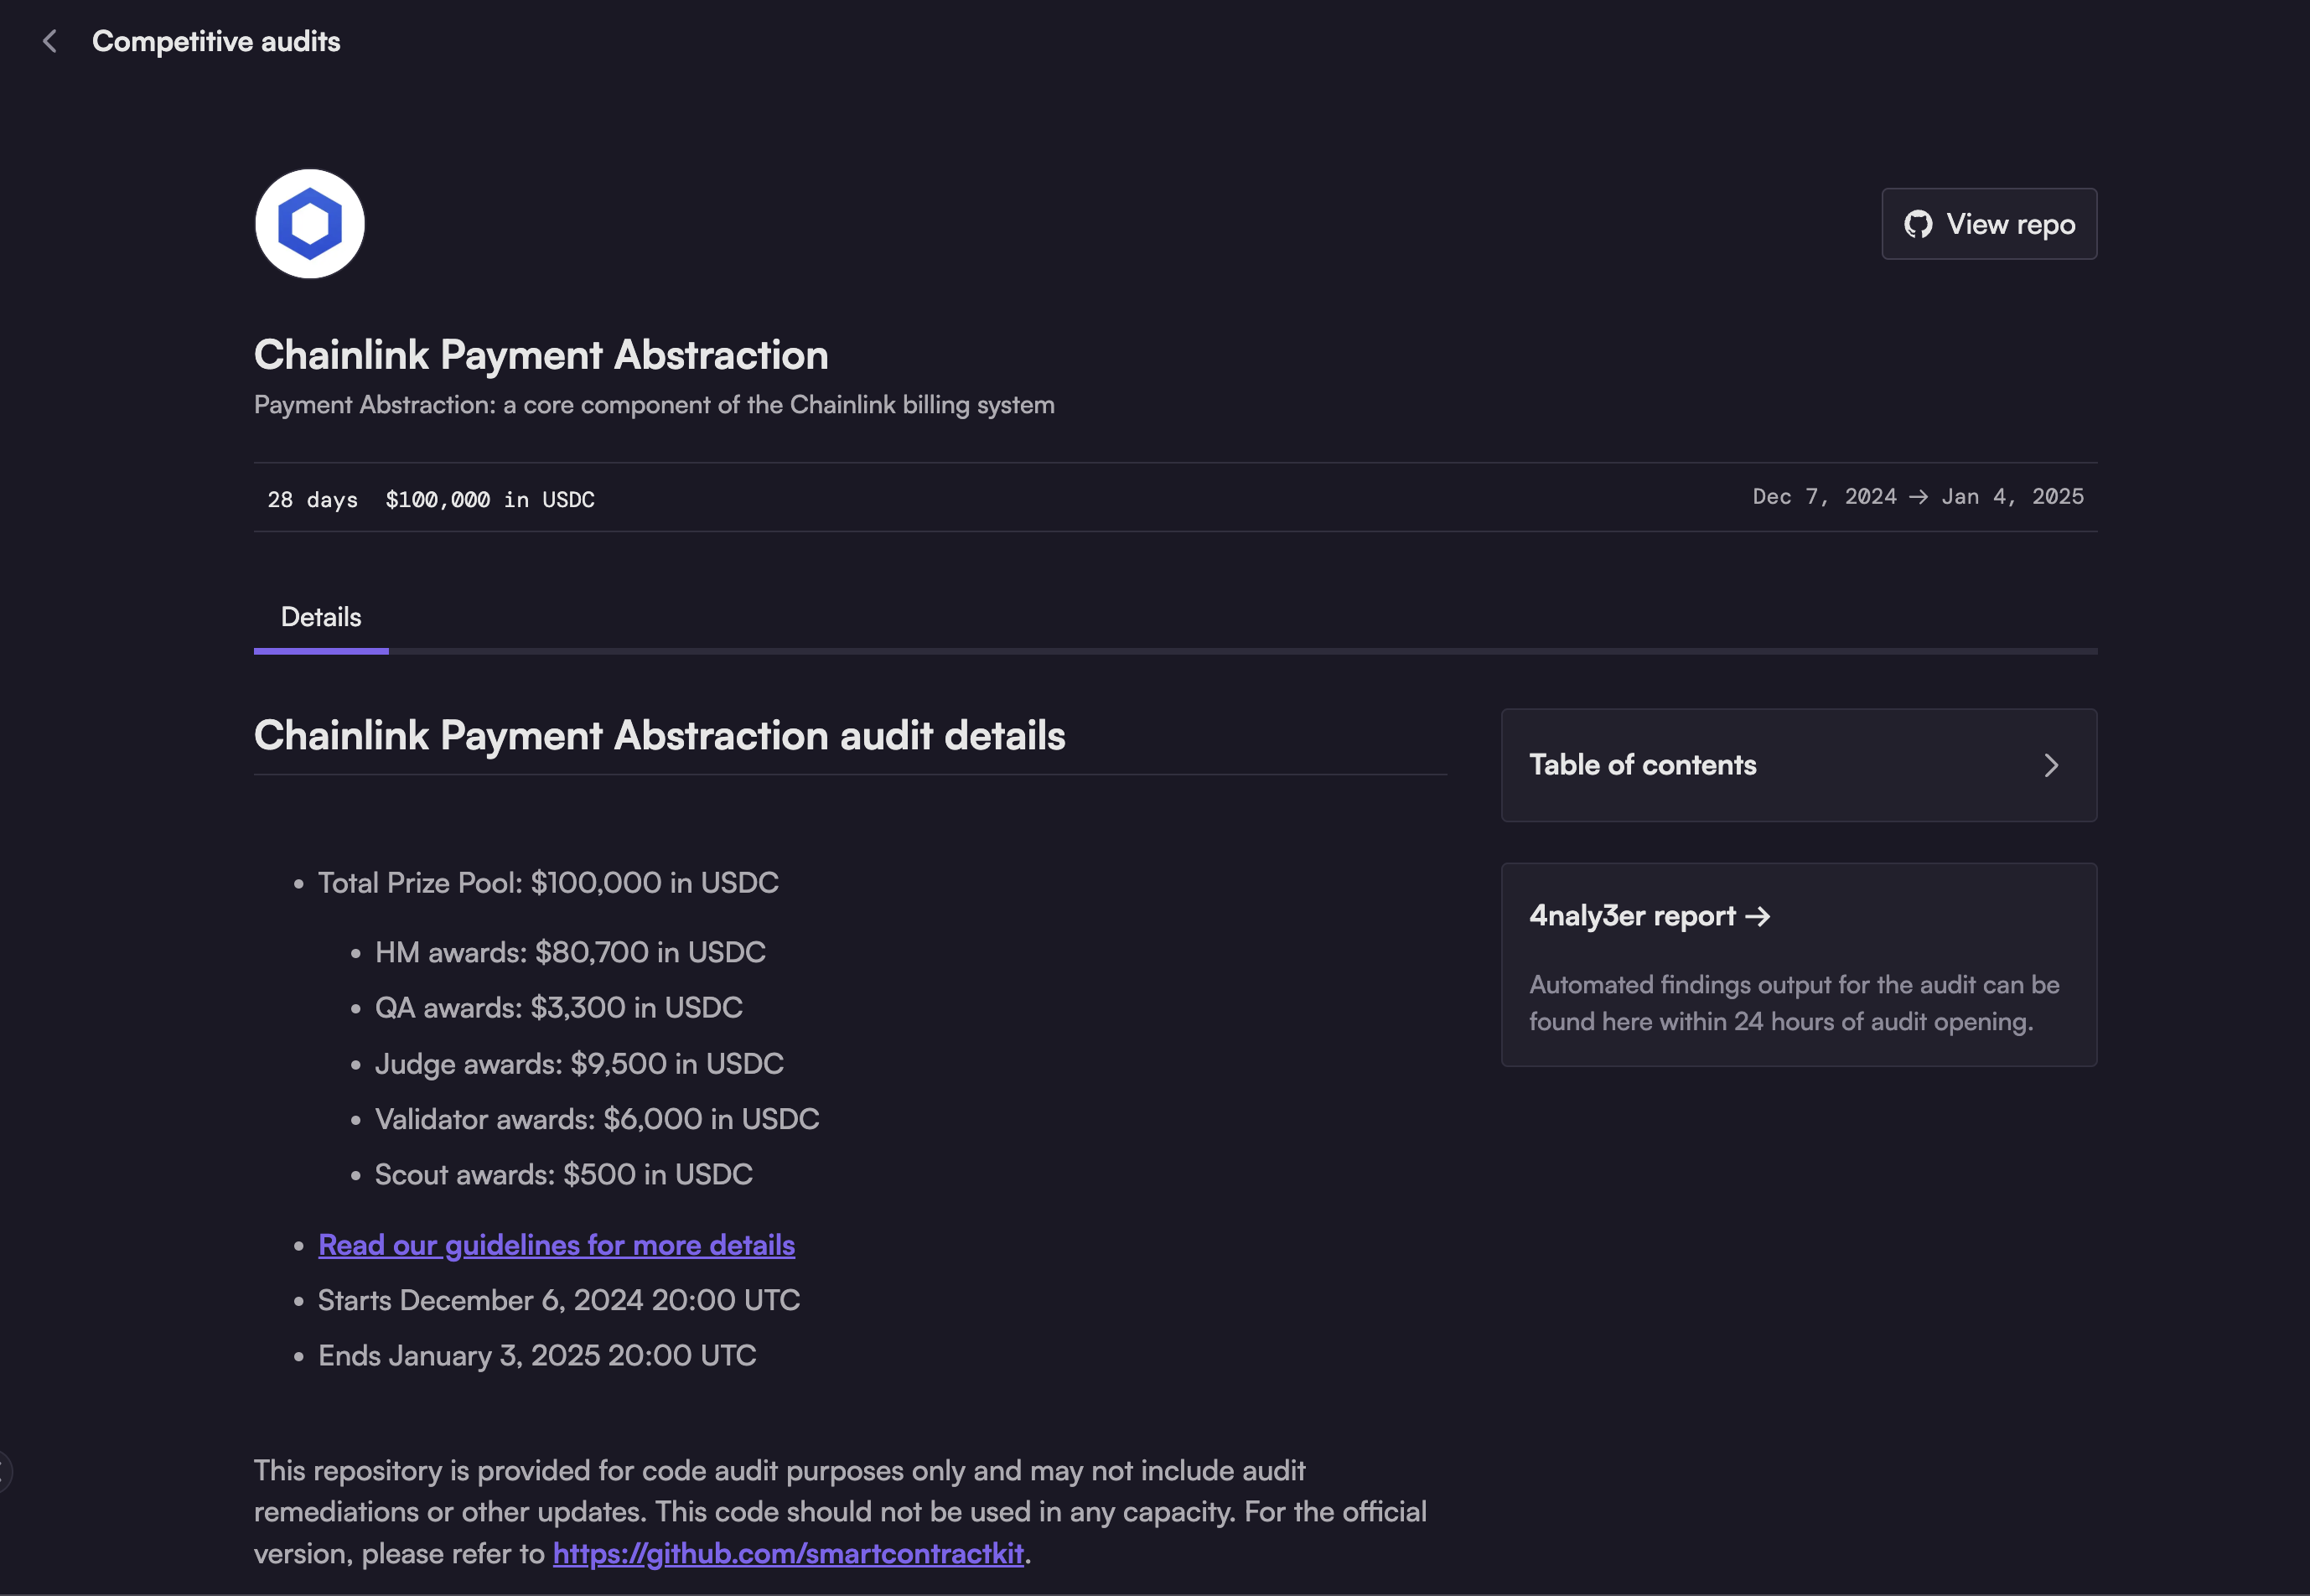 Competitive audits
View repo
Chainlink Payment Abstraction
Payment Abstraction: a core component of the Chainlink billing system
28 days $100,000 in USDC
Dec 7, 2024 → Jan 4, 2025
Details
Chainlink Payment Abstraction audit details
• Total Prize Pool: $100,000 in USDC
• HM awards: $80,700 in USDC
• QA awards: $3,300 in USDC
• Judge awards: $9,500 in USDC
• Validator awards: $6,000 in USDC
• Scout awards: $500 in USDC
• Read our guidelines for more details
• Starts December 6, 2024 20:00 UTC
• Ends January 3, 2025 20:00 UTC
This repository is provided for code audit purposes only and may not include audit
remediations or other updates. This code should not be used in any capacity. For the official
version, please refer to https://github.com/smartcontractkit.
Table of contents
4naly3er report →
Automated findings output for the audit can be
found here within 24 hours of audit opening.